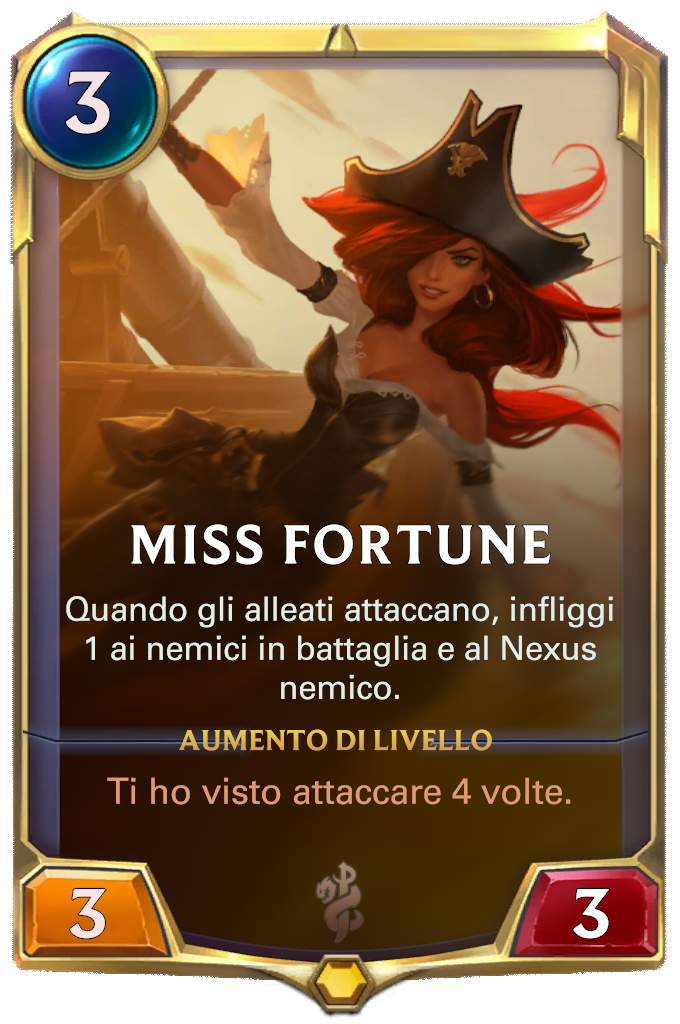 3
MISS FORTUNE
Quando gli alleati attaccano, infliggi
1 ai nemici in battaglia e al Nexus
nemico.
AUMENTO DI LIVELLO
Ti ho visto attaccare 4 volte.
3
3